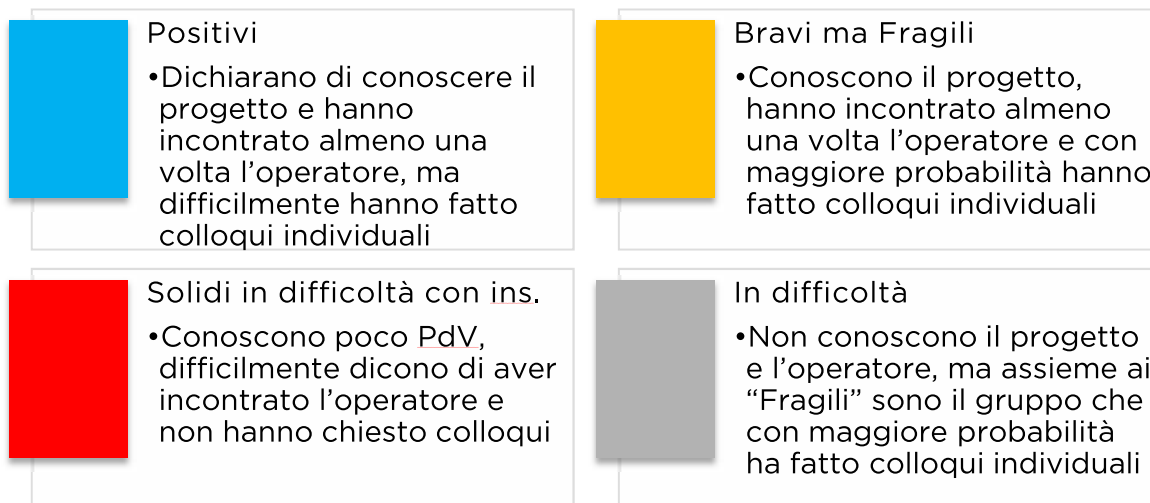 Positivi
•Dichiarano di conoscere il
progetto e hanno
incontrato almeno una
volta l’operatore, ma
difficilmente hanno fatto
colloqui individuali
Bravi ma Fragili
•Conoscono il progetto,
hanno incontrato almeno
una volta l’operatore e con
maggiore probabilità hanno
fatto colloqui individuali
Solidi in difficoltà con ins.
•Conoscono poco PdV,
difficilmente dicono di aver
incontrato l’operatore e
non hanno chiesto colloqui
In difficoltà
•Non conoscono il progetto
e l’operatore, ma assieme ai
“Fragili” sono il gruppo che
con maggiore probabilità
ha fatto colloqui individuali